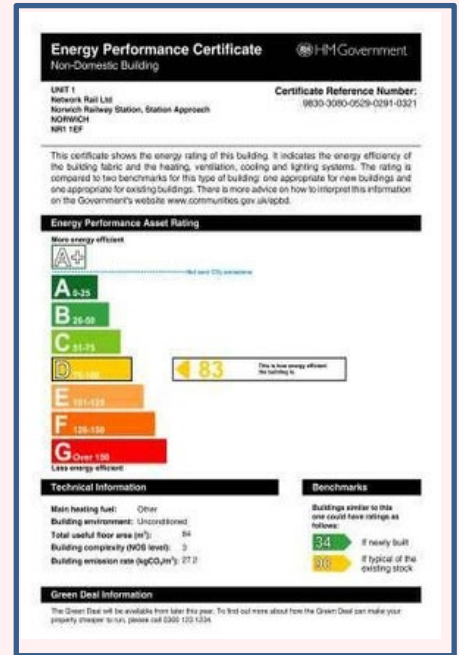 Energy Performance Certificate
HM Government
Non-Domestic Building
UNIT 1
Network Rail Ltd
Norwich Railway Station, Station Approach
NORWICH
NR1 1EF
Certificate Reference Number:
9830-3080-0529-0291-0321
This certificate shows the energy rating of this building. It indicates the energy efficiency of
the building fabric and the heating, ventilation, cooling and lighting systems. The rating is
compared to two benchmarks for this type of building: one appropriate for new buildings and
one appropriate for existing buildings. There is more advice on how to interpret this information
on the Government's website www.communities.gov.uk/epbd.
Energy Performance Asset Rating
More energy efficient
A+
Net zero CO₂ emissions
A 0-25
B 26-50
C 51-75
D 76-100
83
This is how energy efficient
the building is.
E 101-125
F 126-150
G Over 150
Less energy efficient
Technical Information
Main heating fuel: Other
Building environment: Unconditioned
Total useful floor area (m²): 84
Building complexity (NOS level): 3
Building emission rate (kgCO₂/m²): 27.2
Benchmarks
Buildings similar to this
one could have ratings as
follows:
34 If newly built
98 If typical of the
existing stock
Green Deal Information
The Green Deal will be available from later this year. To find out more about how the Green Deal can make your
property cheaper to run, please call 0300 123 1234.